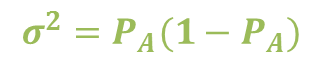 σ² = P_A(1 − P_A)